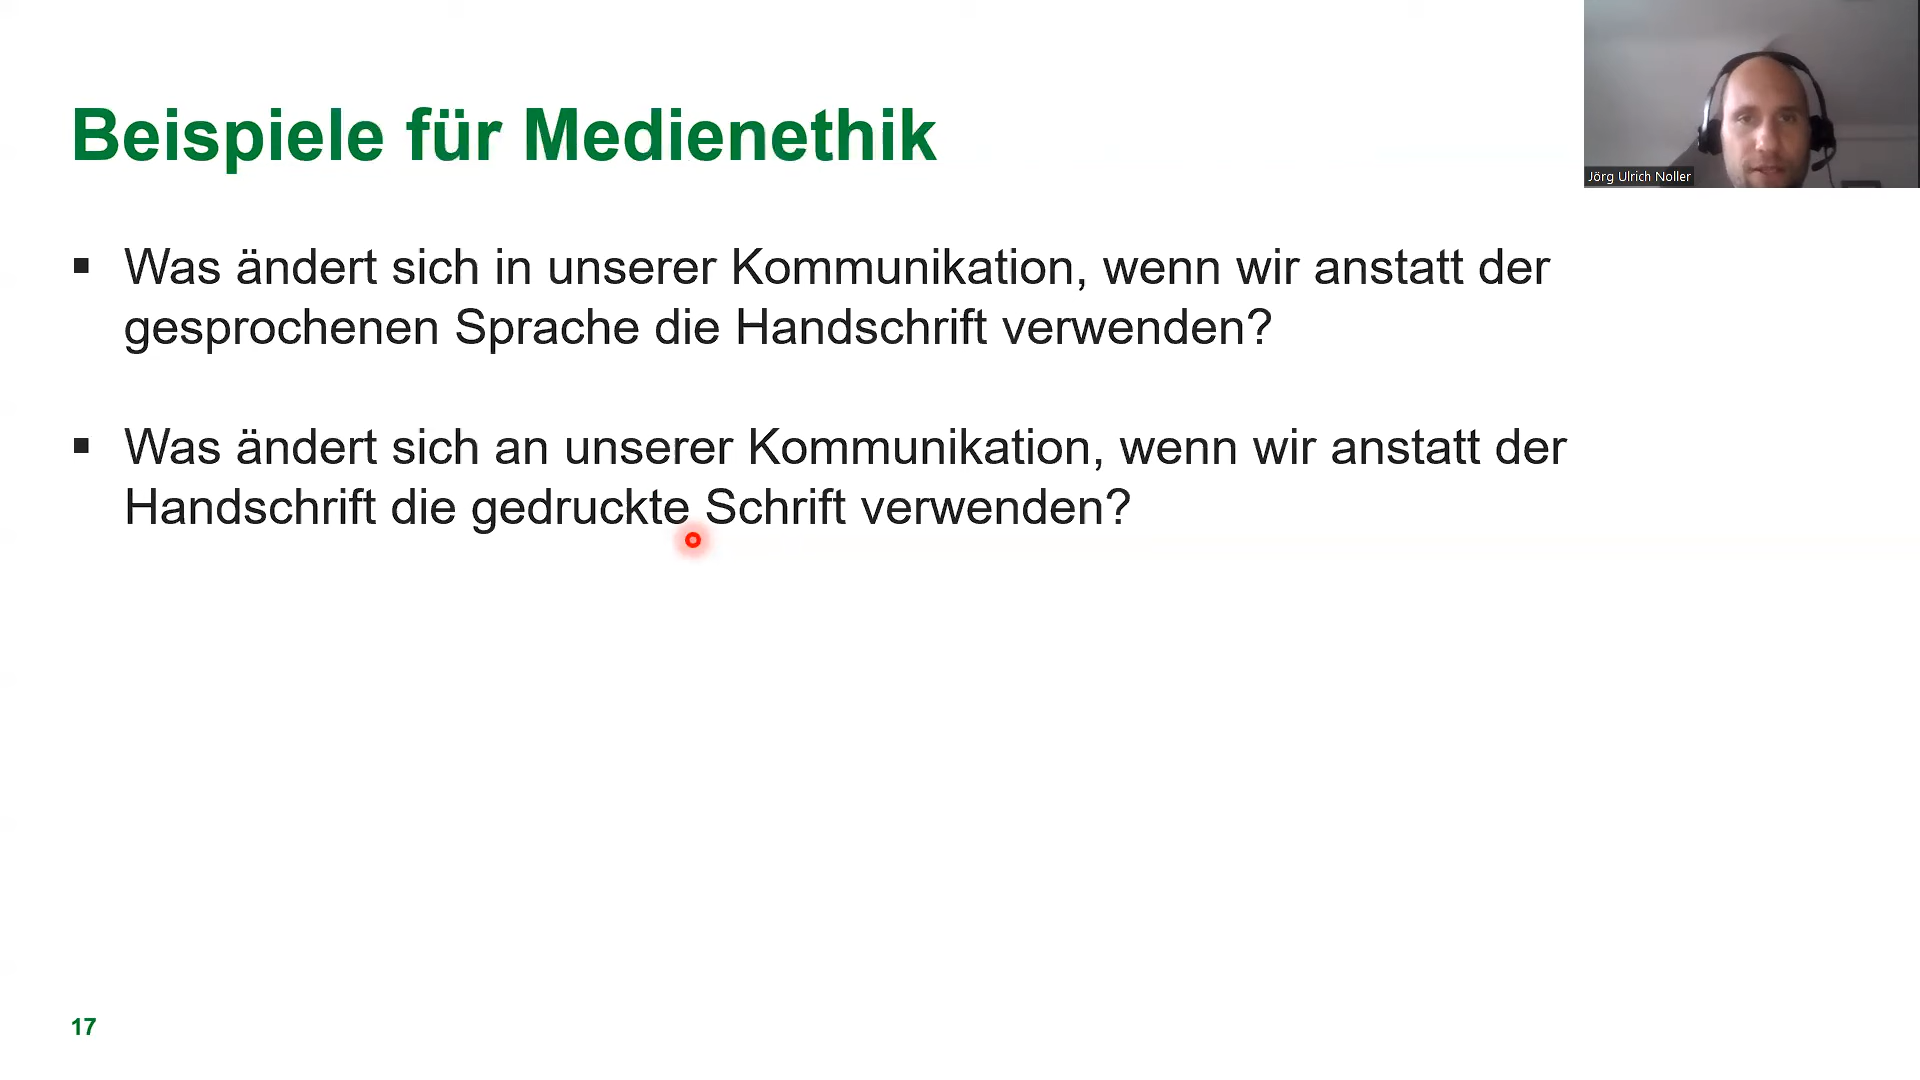 Beispiele für Medienethik
Jörg Ulrich Noller
▪ Was ändert sich in unserer Kommunikation, wenn wir anstatt der
gesprochenen Sprache die Handschrift verwenden?
▪ Was ändert sich an unserer Kommunikation, wenn wir anstatt der
Handschrift die gedruckte Schrift verwenden?
17